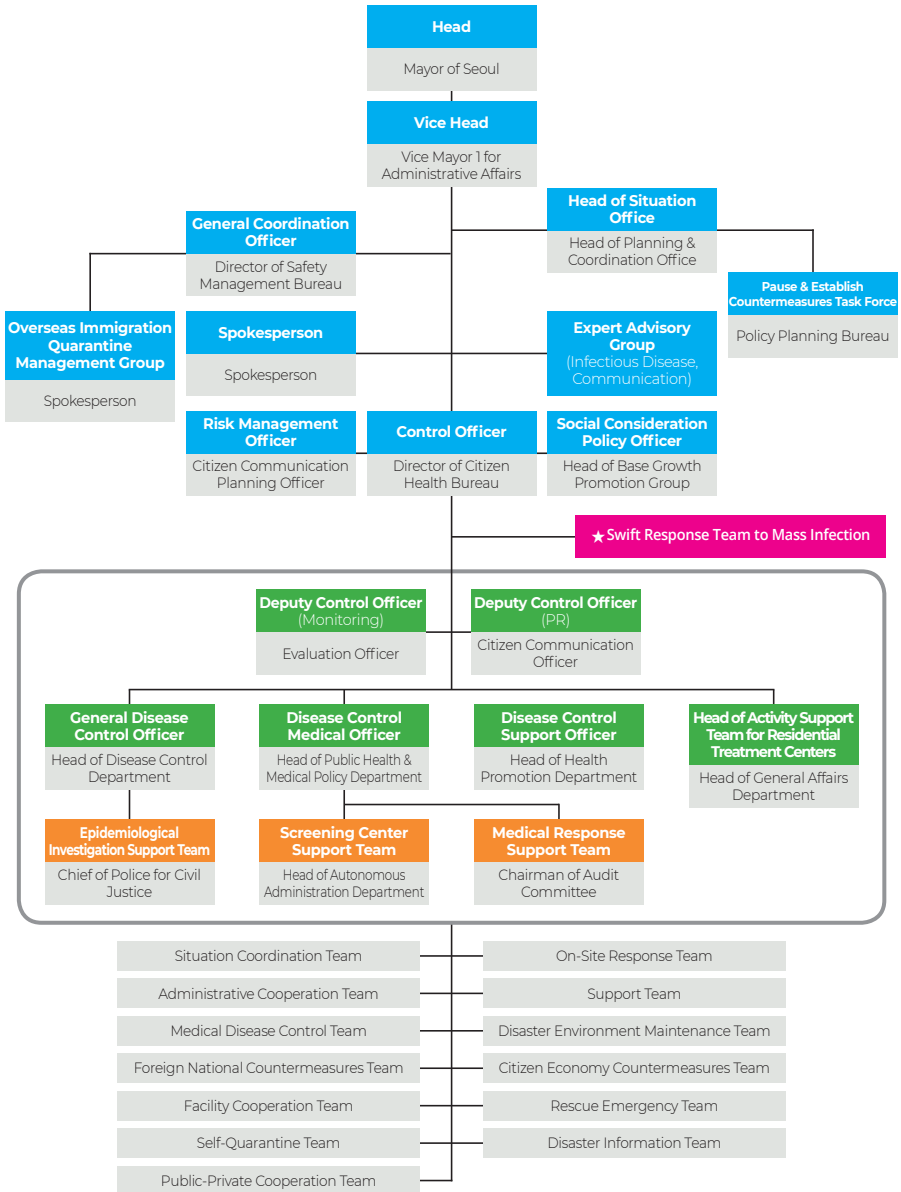 Head
Mayor of Seoul
Vice Head
Vice Mayor 1 for
Administrative Affairs
General Coordination
Officer
Director of Safety
Management Bureau
Head of Situation
Office
Head of Planning &
Coordination Office
Pause & Establish
Countermeasures Task Force
Policy Planning Bureau
Overseas Immigration
Quarantine
Management Group
Spokesperson
Spokesperson
Spokesperson
Expert Advisory
Group
(Infectious Disease,
Communication)
Risk Management
Officer
Citizen Communication
Planning Officer
Control Officer
Director of Citizen
Health Bureau
Social Consideration
Policy Officer
Head of Base Growth
Promotion Group
★Swift Response Team to Mass Infection
Deputy Control Officer
(Monitoring)
Evaluation Officer
Deputy Control Officer
(PR)
Citizen Communication
Officer
General Disease
Control Officer
Head of Disease Control
Department
Disease Control
Medical Officer
Head of Public Health &
Medical Policy Department
Disease Control
Support Officer
Head of Health
Promotion Department
Head of Activity Support
Team for Residential
Treatment Centers
Head of General Affairs
Department
Epidemiological
Investigation Support Team
Chief of Police for Civil
Justice
Screening Center
Support Team
Head of Autonomous
Administration Department
Medical Response
Support Team
Chairman of Audit
Committee
Situation Coordination Team
On-Site Response Team
Administrative Cooperation Team
Support Team
Medical Disease Control Team
Disaster Environment Maintenance Team
Foreign National Countermeasures Team
Citizen Economy Countermeasures Team
Facility Cooperation Team
Rescue Emergency Team
Self-Quarantine Team
Disaster Information Team
Public-Private Cooperation Team